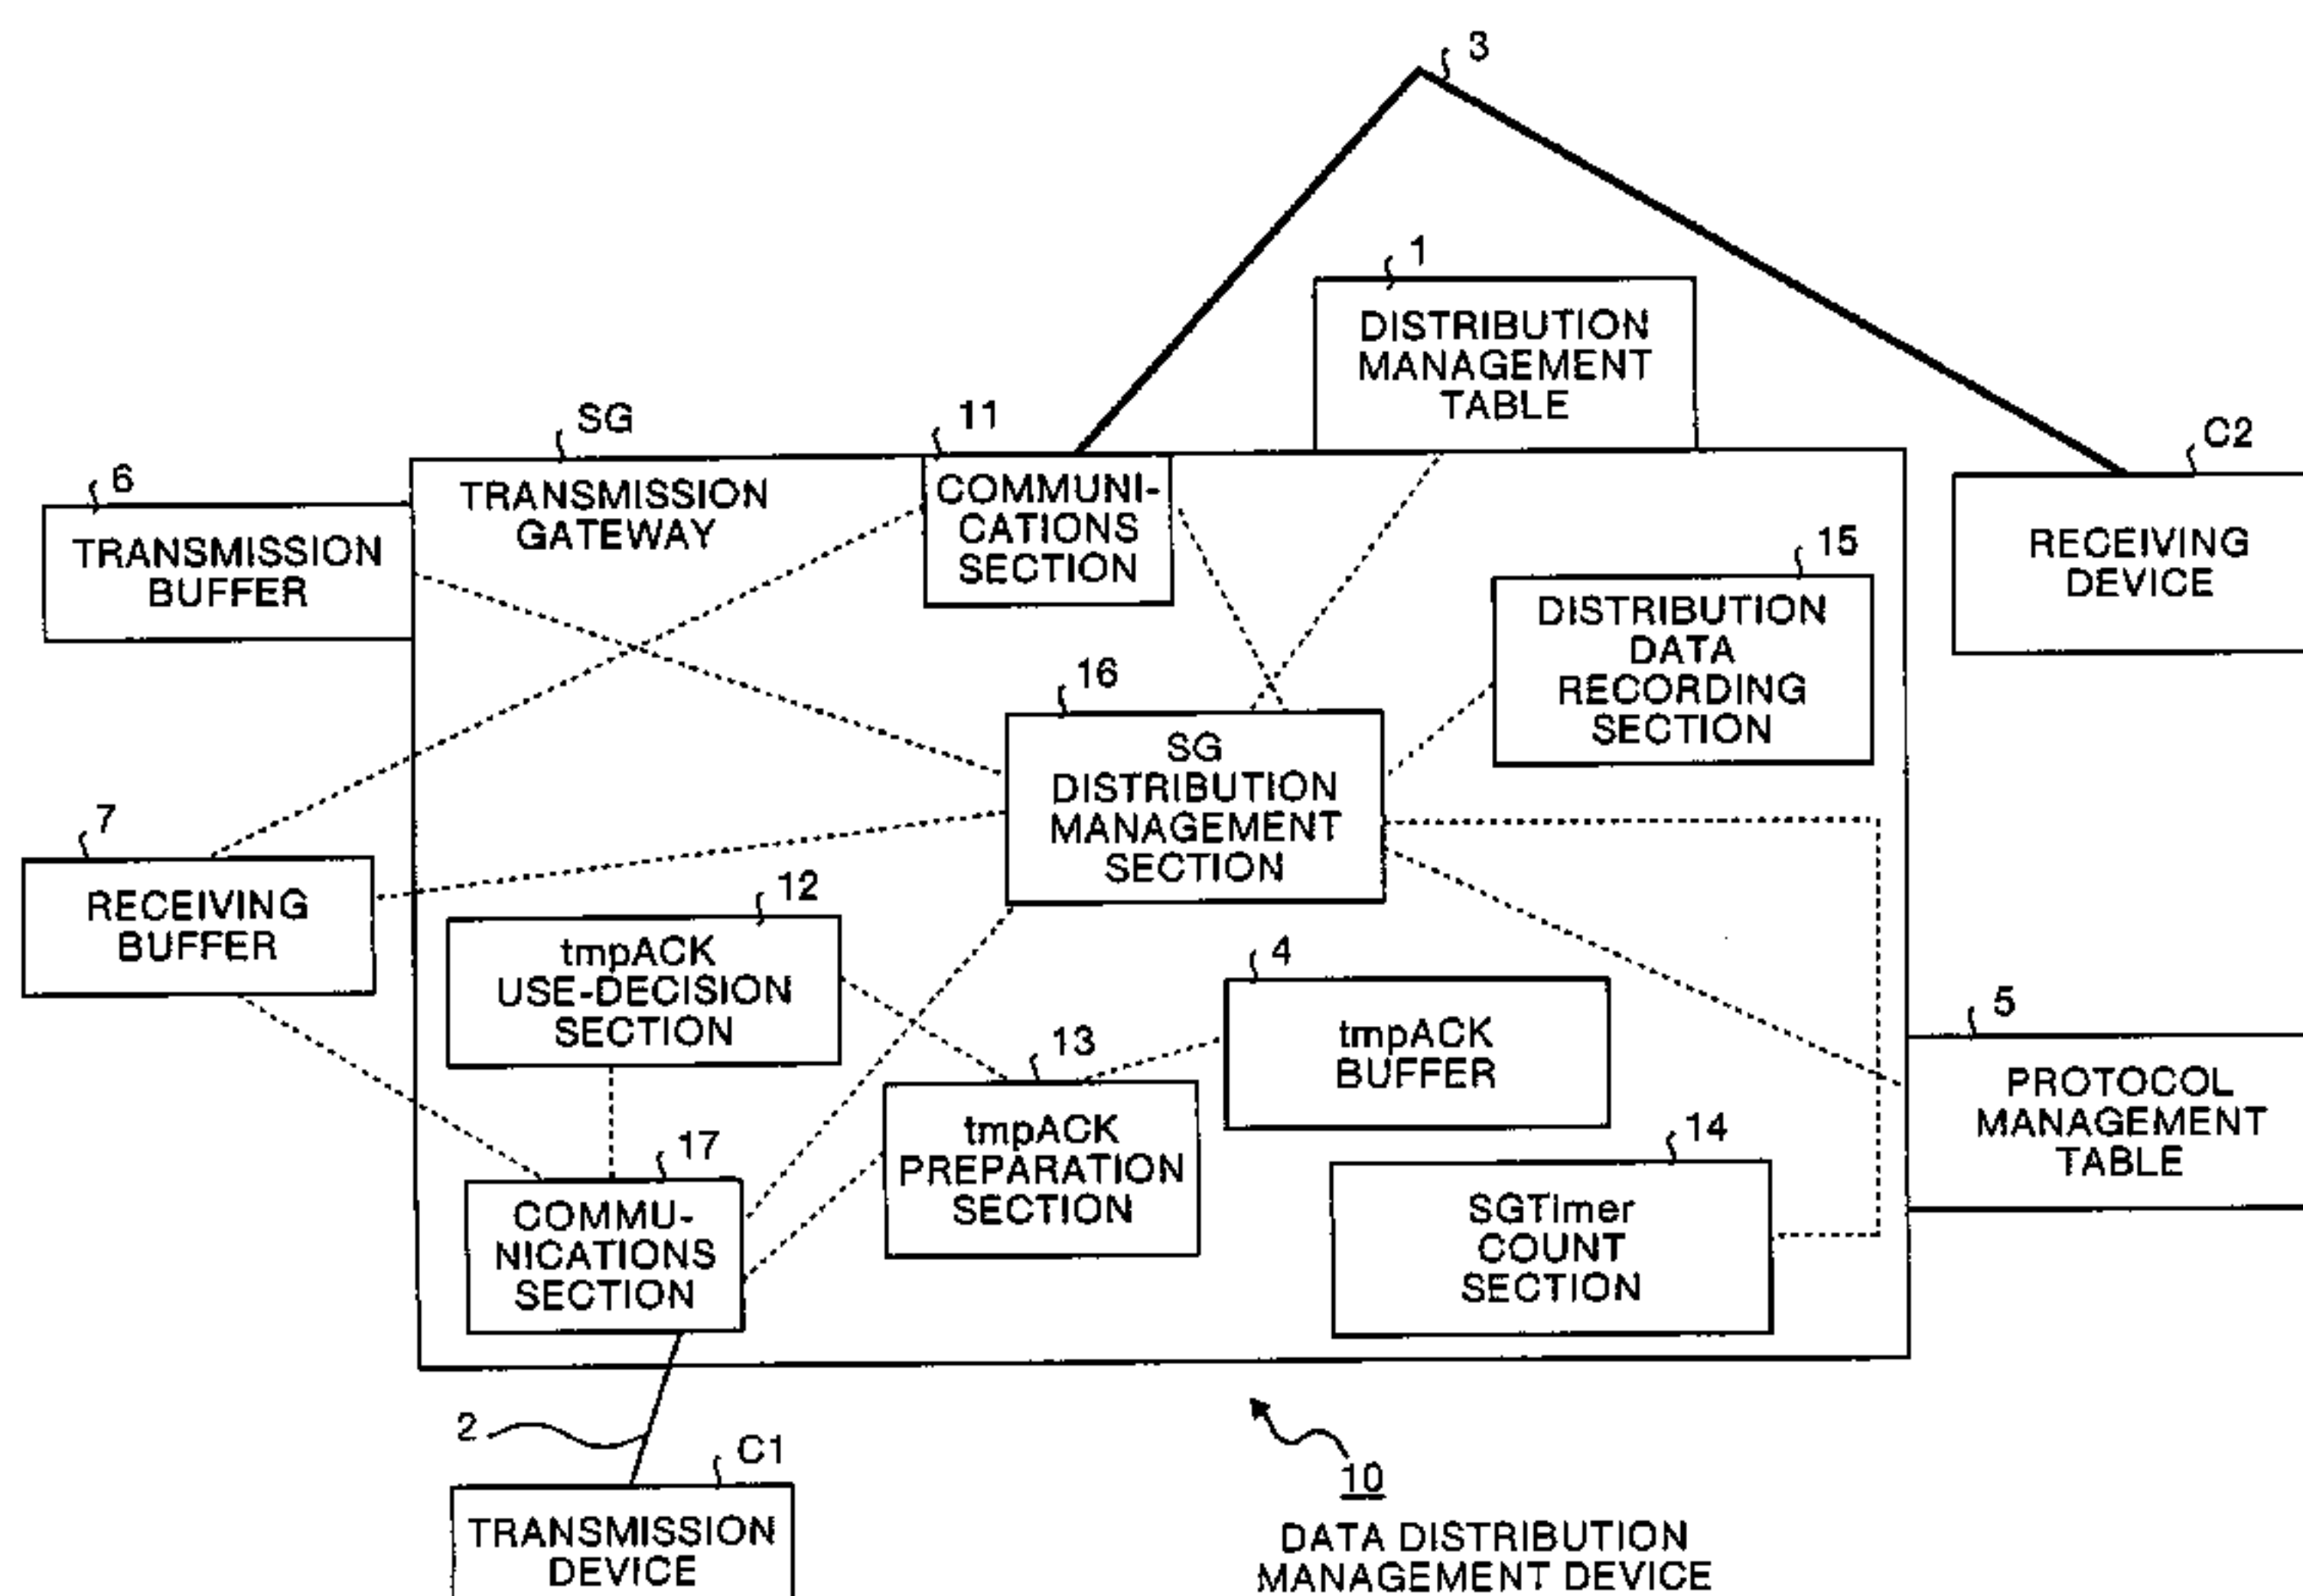 3
1
DISTRIBUTION
MANAGEMENT
TABLE
SG
11
C2
6
TRANSMISSION
GATEWAY
COMMUNI-
CATIONS
SECTION
TRANSMISSION
BUFFER
RECEIVING
DEVICE
15
DISTRIBUTION
DATA
RECORDING
SECTION
16
SG
DISTRIBUTION
MANAGEMENT
SECTION
7
RECEIVING
BUFFER
12
tmpACK
USE-DECISION
SECTION
4
tmpACK
BUFFER
13
tmpACK
PREPARATION
SECTION
5
PROTOCOL
MANAGEMENT
TABLE
17
COMMU-
NICATIONS
SECTION
14
SGTimer
COUNT
SECTION
2
C1
TRANSMISSION
DEVICE
10
DATA DISTRIBUTION
MANAGEMENT DEVICE